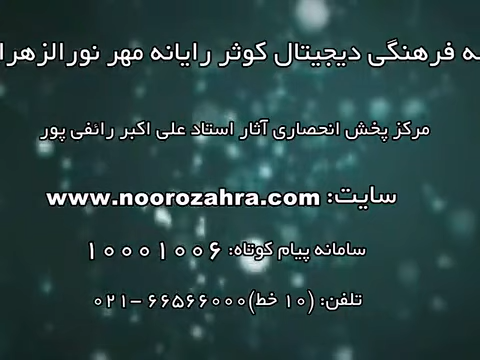 فرهنگی دیجیتال کوثر رایانه مهر نورالزهرا
مرکز پخش انحصاری آثار استاد علی اکبر رائفی پور
سایت: www.noorozahra.com
سامانه پیام کوتاه: ۱۰۰۰۱۰۰۶
تلفن: (۱۰ خط)۶۶۵۶۶۰۰۰ -۰۲۱